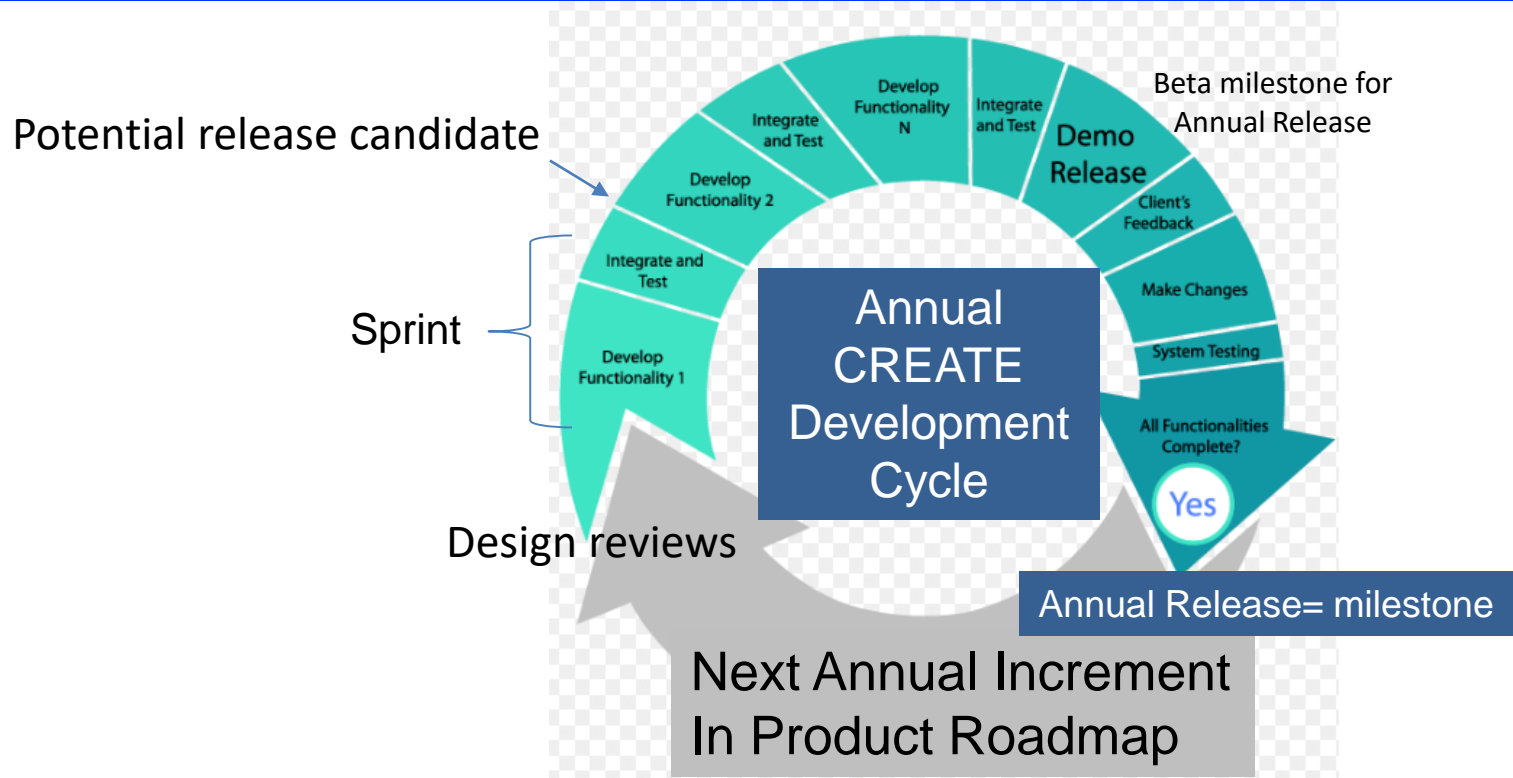 Potential release candidate
Sprint
Design reviews
Develop
Functionality 1
Integrate and
Test
Develop
Functionality 2
Integrate
and Test
Develop
Functionality
N
Integrate
and Test
Demo
Release
Beta milestone for
Annual Release
Client's
Feedback
Make Changes
System Testing
All Functionalities
Complete?
Yes
Annual
CREATE
Development
Cycle
Annual Release= milestone
Next Annual Increment
In Product Roadmap